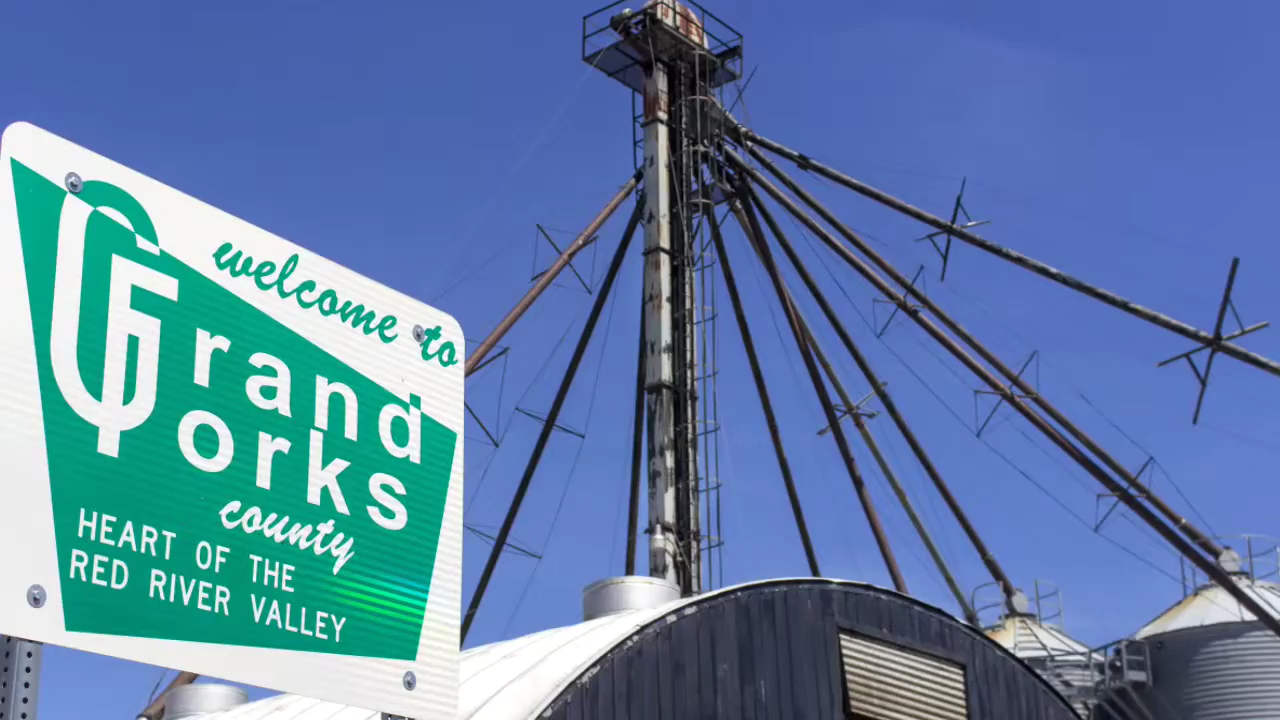 welcome to
Grand
Forks
county
HEART OF THE
RED RIVER VALLEY